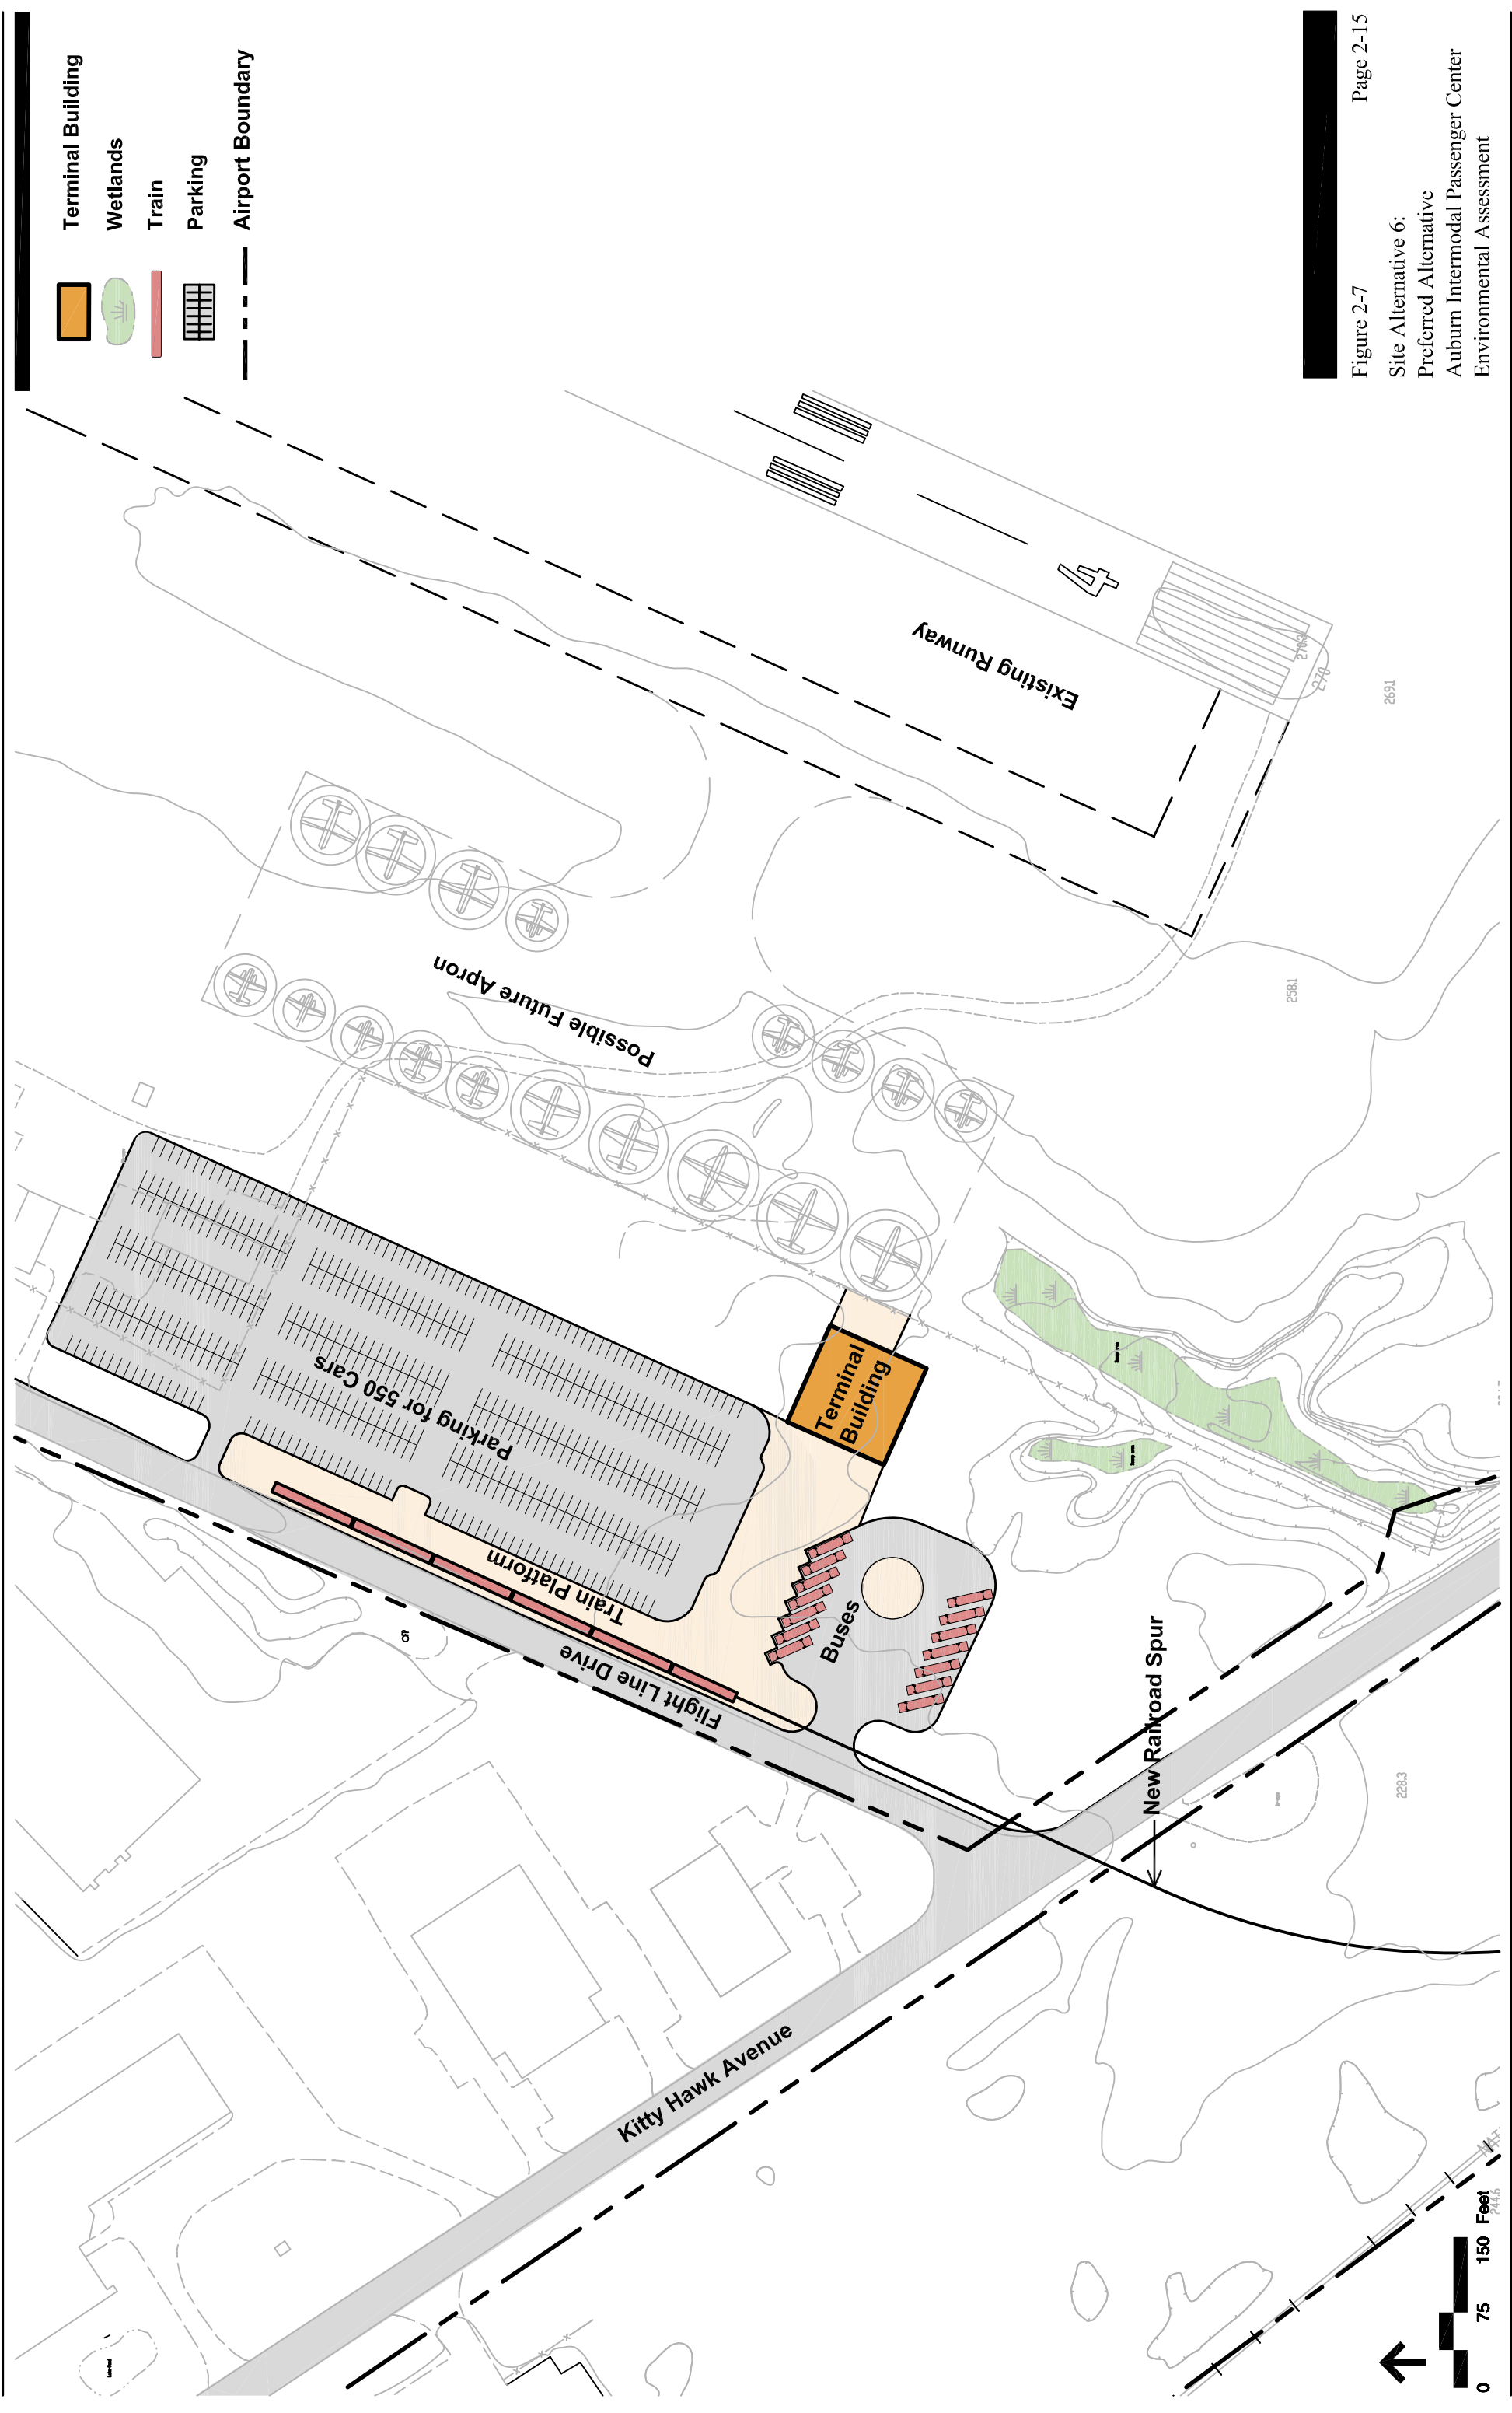 Terminal Building
Wetlands
Train
Parking
Airport Boundary
Figure 2-7 Page 2-15
Site Alternative 6:
Preferred Alternative
Auburn Intermodal Passenger Center
Environmental Assessment
4
Existing Runway
270
269.1
258.1
Possible Future Apron
Parking for 550 Cars
Terminal
Building
Train Platform
Flight Line Drive
Buses
New Railroad Spur
228.3
Kitty Hawk Avenue
0 75 150 Feet